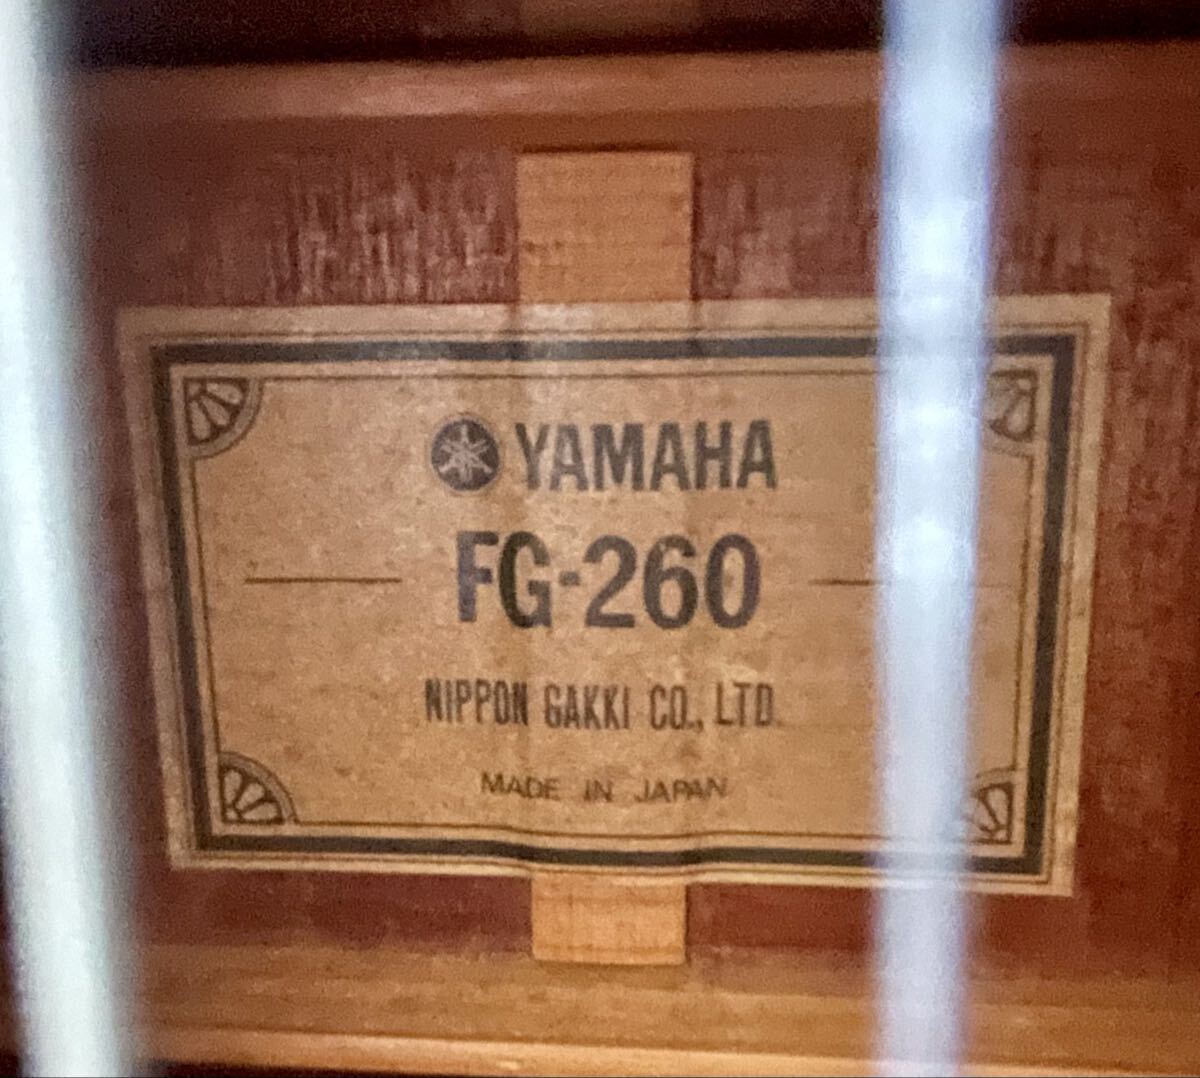 YAMAHA
FG-260
NIPPON GAKKI CO., LTD.
MADE IN JAPAN